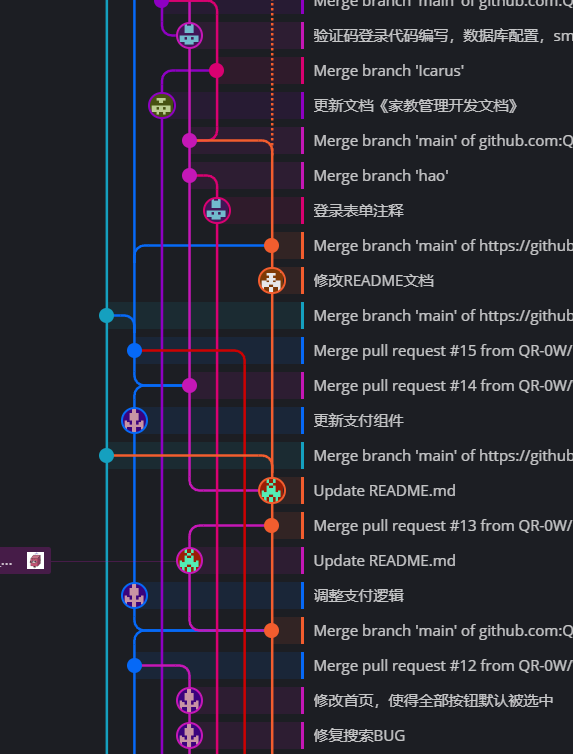 Merge branch 'main' of github.com:Q
验证码登录代码编写，数据库配置，sm
Merge branch 'Icarus'
更新文档《家教管理开发文档》
Merge branch 'main' of github.com:Q
Merge branch 'hao'
登录表单注释
Merge branch 'main' of https://github
修改README文档
Merge branch 'main' of https://github
Merge pull request #15 from QR-0W/
Merge pull request #14 from QR-0W/
更新支付组件
Merge branch 'main' of https://github
Update README.md
Merge pull request #13 from QR-0W/
...
Update README.md
调整支付逻辑
Merge branch 'main' of github.com:Q
Merge pull request #12 from QR-0W/
修改首页，使得全部按钮默认被选中
修复搜索BUG